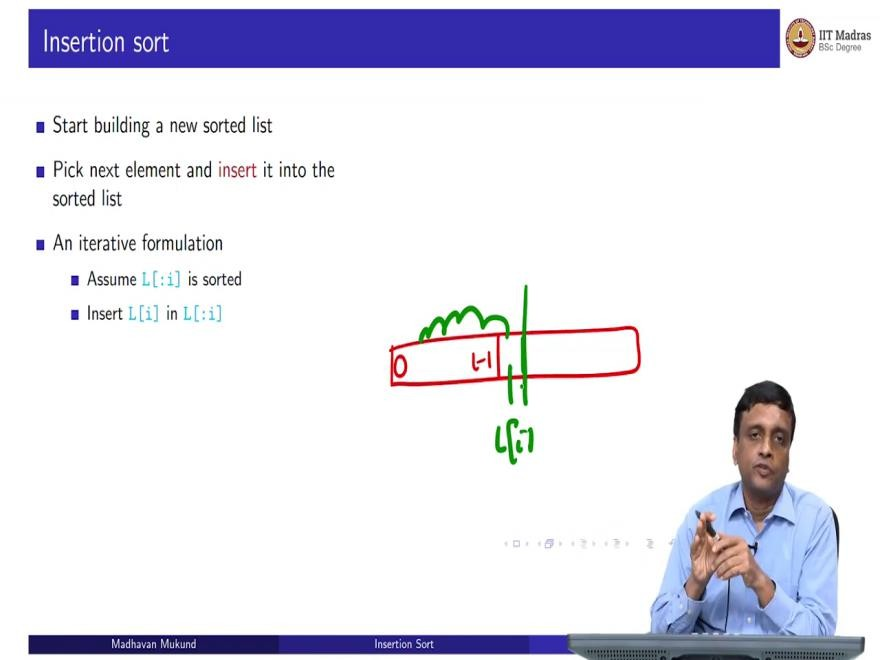 Insertion sort
IIT Madras
BSc Degree
Start building a new sorted list
Pick next element and insert it into the
sorted list
An iterative formulation
Assume L[:i] is sorted
Insert L[i] in L[:i]
0
i-1
L[i]
Madhavan Mukund
Insertion Sort